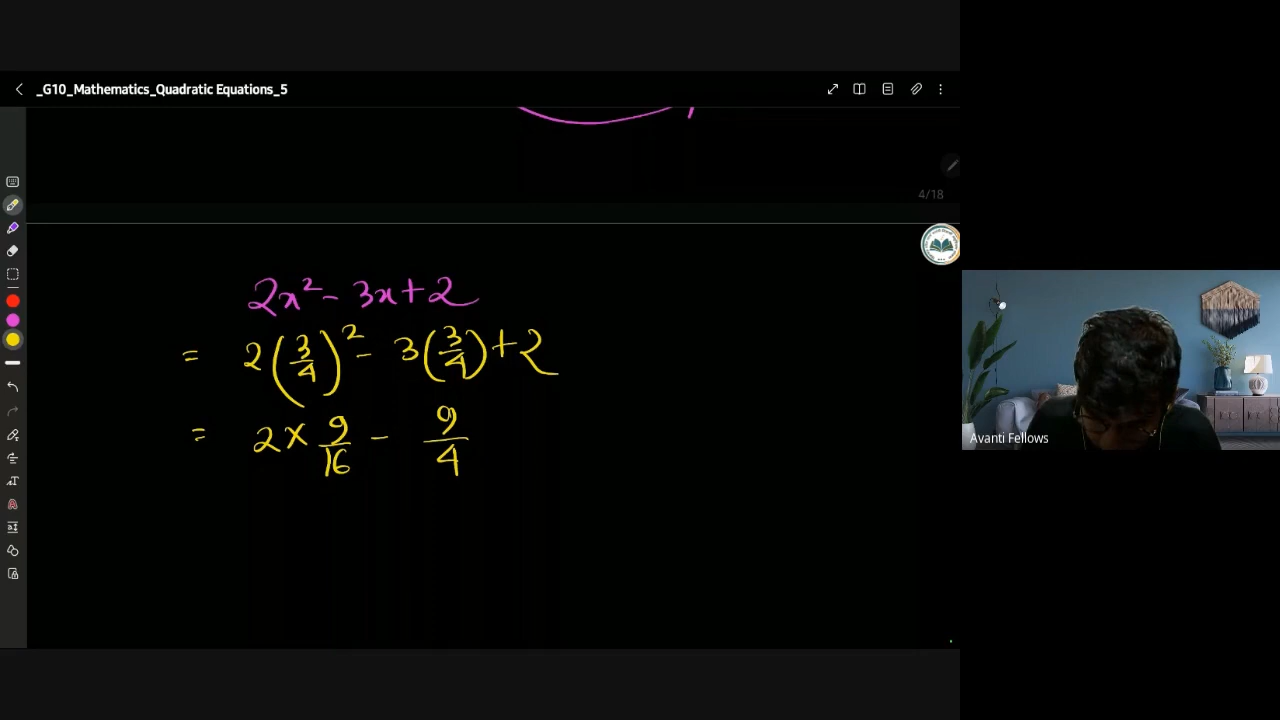 _G10_Mathematics_Quadratic Equations_5
4/18
2x² - 3x + 2
= 2(3/4)² - 3(3/4) + 2
= 2 × 9/16 - 9/4
Avanti Fellows